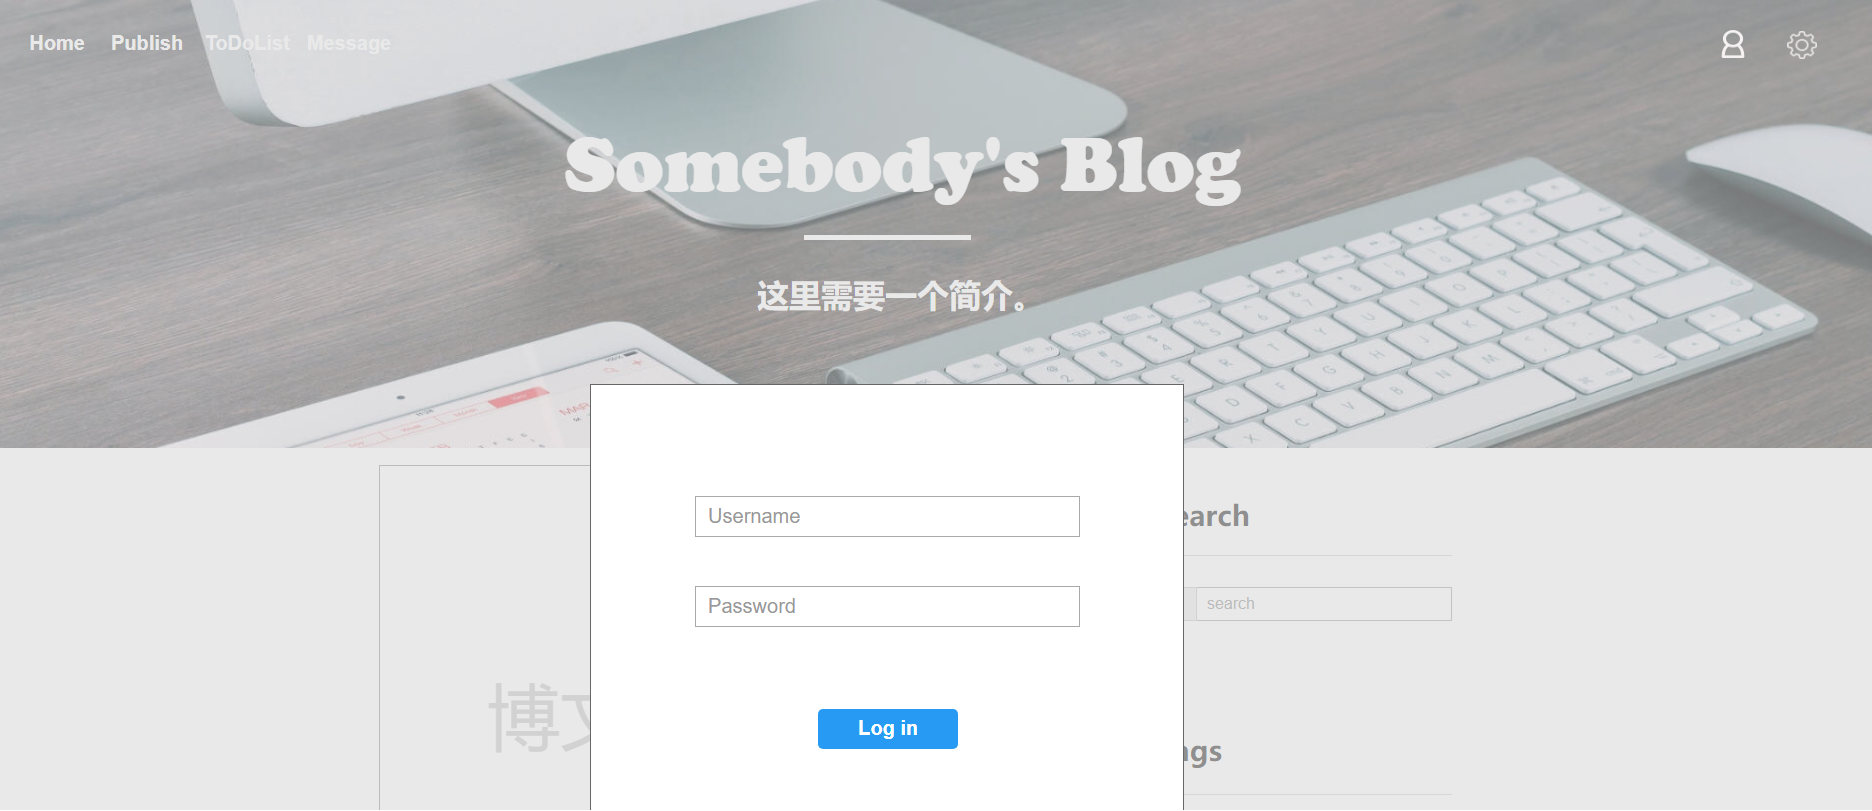 Home Publish ToDoList Message
Somebody's Blog
这里需要一个简介。
Username
earch
Password
search
博文
Log in
ags